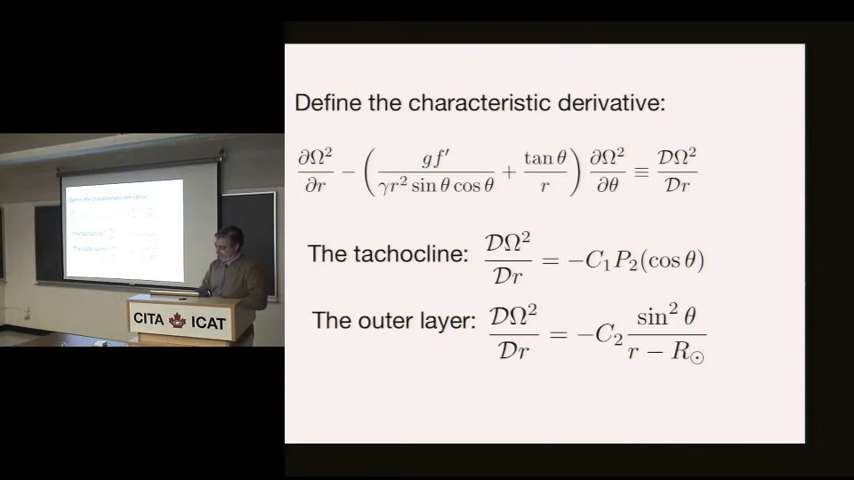 Define the characteristic derivative:
∂Ω²/∂r − ( gf′/(γr² sin θ cos θ) + tan θ/r ) ∂Ω²/∂θ ≡ 𝒟Ω²/𝒟r
The tachocline: 𝒟Ω²/𝒟r = −C₁P₂(cos θ)
The outer layer: 𝒟Ω²/𝒟r = −C₂ sin² θ/(r − R☉)
CITA ICAT